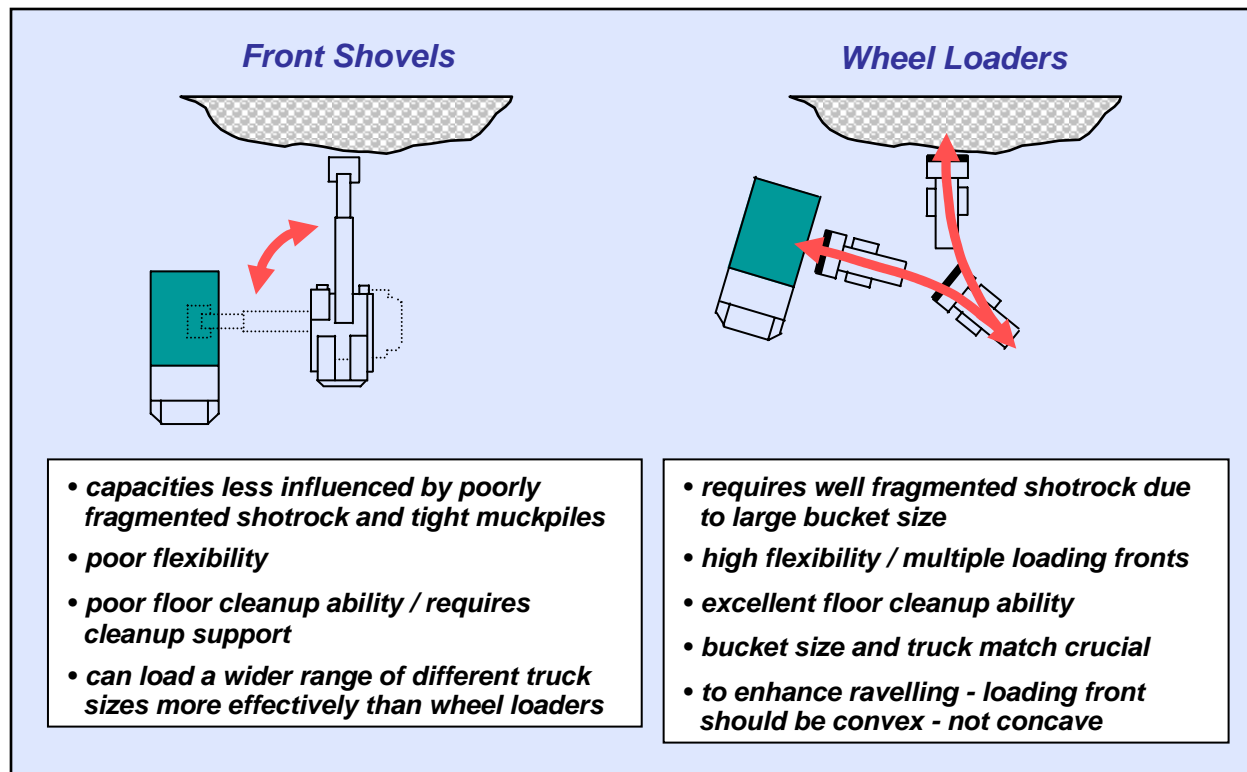 Front Shovels
• capacities less influenced by poorly
fragmented shotrock and tight muckpiles
• poor flexibility
• poor floor cleanup ability / requires
cleanup support
• can load a wider range of different truck
sizes more effectively than wheel loaders
Wheel Loaders
• requires well fragmented shotrock due
to large bucket size
• high flexibility / multiple loading fronts
• excellent floor cleanup ability
• bucket size and truck match crucial
• to enhance ravelling - loading front
should be convex - not concave